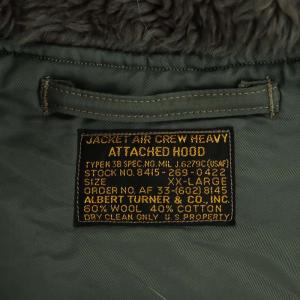 JACKET AIR CREW HEAVY
ATTACHED HOOD
TYPE N 3B SPEC. NO. MIL. J. 6279C (USAF)
STOCK NO. 8415-269-0422
SIZE XX-LARGE
ORDER NO. AF 33-(602) 8145
ALBERT TURNER & CO., INC.
60% WOOL 40% COTTON
DRY CLEAN ONLY U.S. PROPERTY